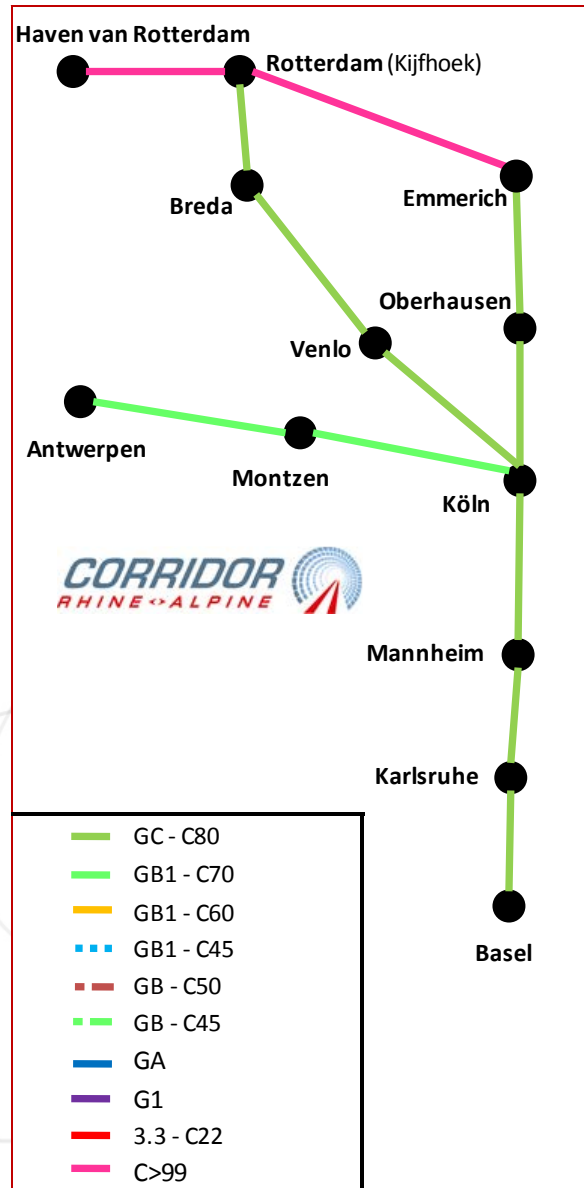 Haven van Rotterdam
Rotterdam (Kijfhoek)
Breda
Emmerich
Oberhausen
Venlo
Antwerpen
Montzen
Köln
CORRIDOR
RHINE<>ALPINE
Mannheim
Karlsruhe
Basel
GC - C80
GB1 - C70
GB1 - C60
GB1 - C45
GB - C50
GB - C45
GA
G1
3.3 - C22
C>99